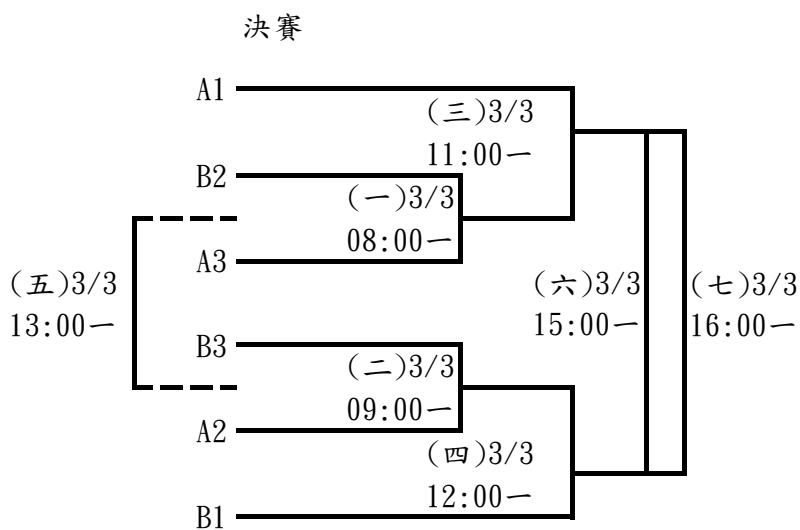 決賽
A1
(三)3/3
11:00一
B2
(一)3/3
08:00一
A3
(五)3/3
13:00一
(六)3/3
15:00一
(七)3/3
16:00一
B3
(二)3/3
09:00一
A2
(四)3/3
12:00一
B1